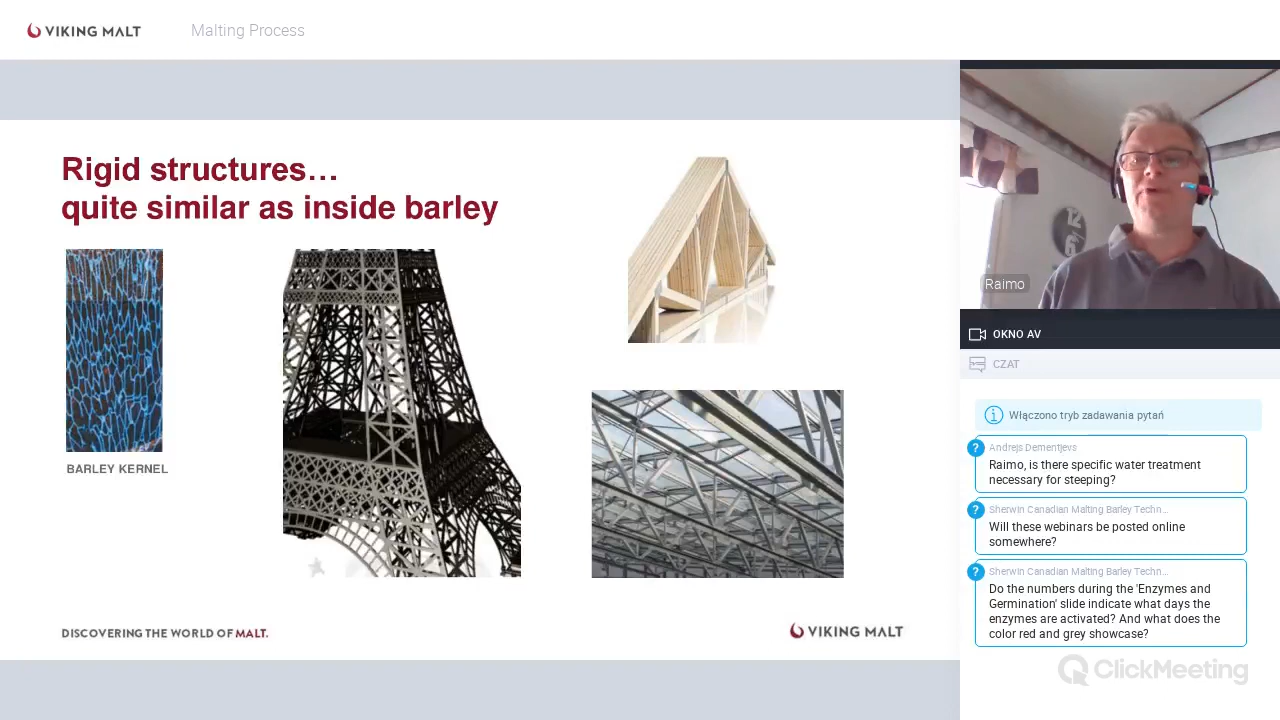 VIKING MALT
Malting Process
Rigid structures…
quite similar as inside barley
BARLEY KERNEL
DISCOVERING THE WORLD OF MALT.
VIKING MALT
12
Raimo
OKNO AV
CZAT
Włączono tryb zadawania pytań
?
Andrejs Dementjevs
Raimo, is there specific water treatment
necessary for steeping?
?
Sherwin Canadian Malting Barley Techn...
Will these webinars be posted online
somewhere?
?
Sherwin Canadian Malting Barley Techn...
Do the numbers during the 'Enzymes and
Germination' slide indicate what days the
enzymes are activated? And what does the
color red and grey showcase?
ClickMeeting